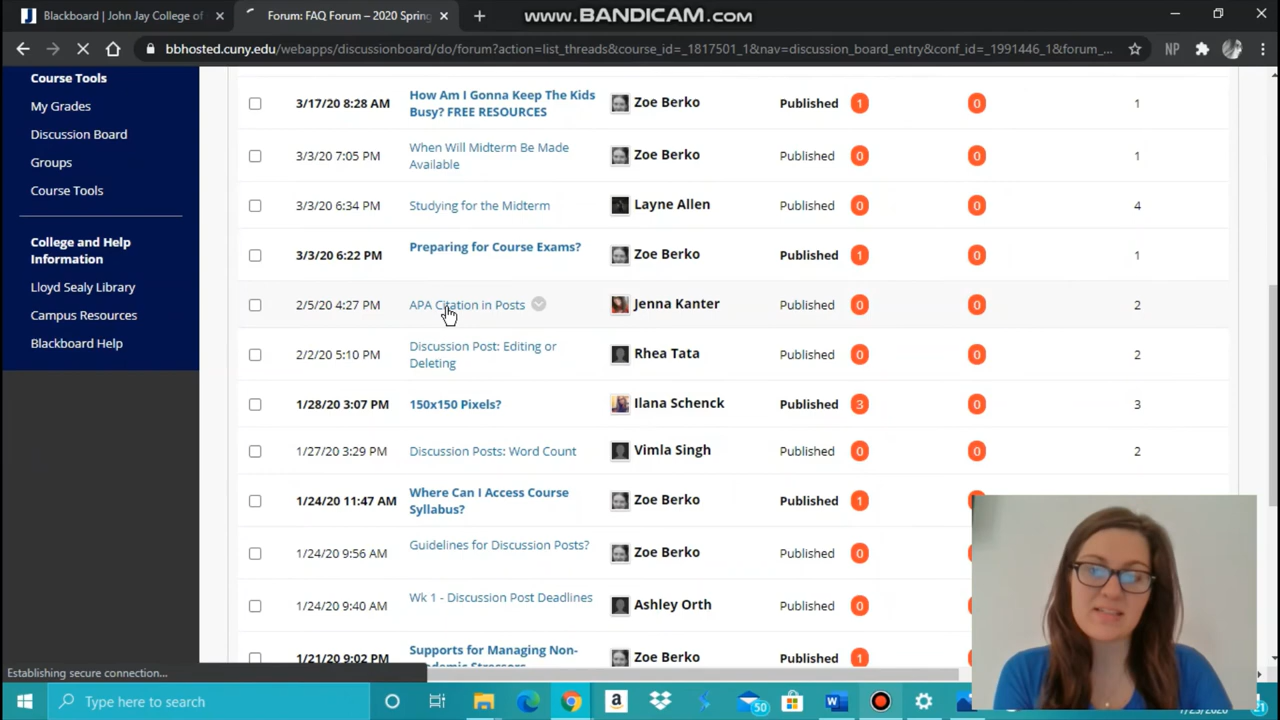 Blackboard | John Jay College of
Forum: FAQ Forum – 2020 Spring
www.BANDICAM.com
bbhosted.cuny.edu/webapps/discussionboard/do/forum?action=list_threads&course_id=_1817501_1&nav=discussion_board_entry&conf_id=_1991446_1&forum_...
NP
Course Tools
My Grades
Discussion Board
Groups
Course Tools
College and Help
Information
Lloyd Sealy Library
Campus Resources
Blackboard Help
3/17/20 8:28 AM How Am I Gonna Keep The Kids Busy? FREE RESOURCES Zoe Berko Published 1 0 1
3/3/20 7:05 PM When Will Midterm Be Made Available Zoe Berko Published 0 0 1
3/3/20 6:34 PM Studying for the Midterm Layne Allen Published 0 0 4
3/3/20 6:22 PM Preparing for Course Exams? Zoe Berko Published 1 0 1
2/5/20 4:27 PM APA Citation in Posts Jenna Kanter Published 0 0 2
2/2/20 5:10 PM Discussion Post: Editing or Deleting Rhea Tata Published 0 0 2
1/28/20 3:07 PM 150x150 Pixels? Ilana Schenck Published 3 0 3
1/27/20 3:29 PM Discussion Posts: Word Count Vimla Singh Published 0 0 2
1/24/20 11:47 AM Where Can I Access Course Syllabus? Zoe Berko Published 1 0
1/24/20 9:56 AM Guidelines for Discussion Posts? Zoe Berko Published 0
1/24/20 9:40 AM Wk 1 - Discussion Post Deadlines Ashley Orth Published 0
1/21/20 9:02 PM Supports for Managing Non- Zoe Berko Published 1
Establishing secure connection...
Type here to search
50
21